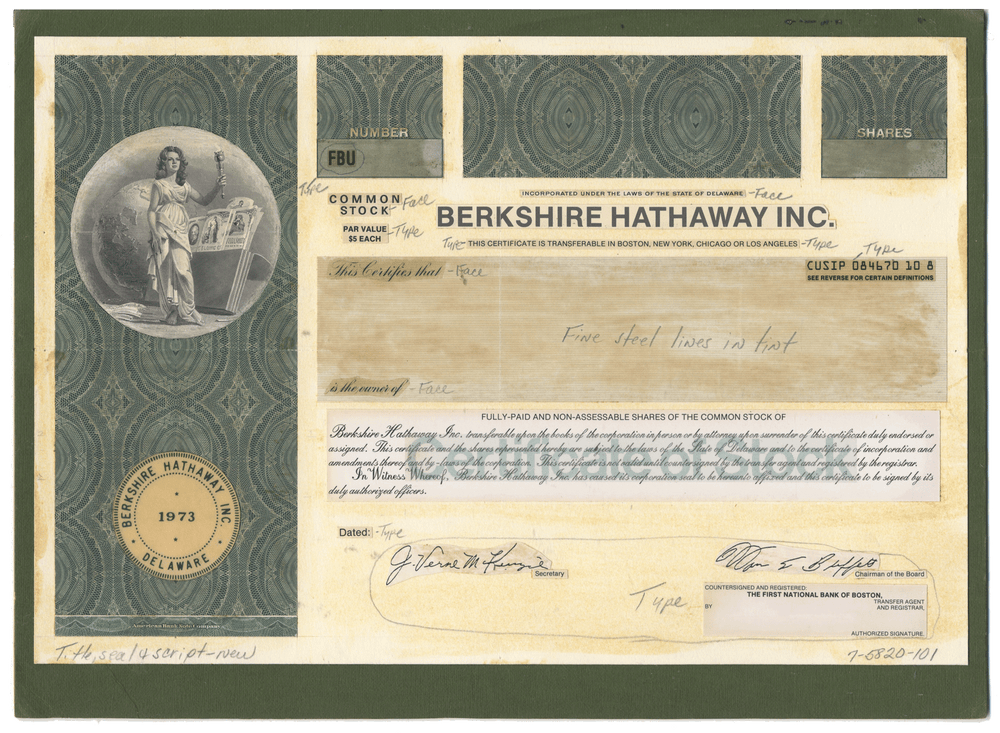 NUMBER
SHARES
FBU
Type
COMMON
STOCK
-Face
PAR VALUE
$5 EACH
-Type
INCORPORATED UNDER THE LAWS OF THE STATE OF DELAWARE
-Face
BERKSHIRE HATHAWAY INC.
Type-
THIS CERTIFICATE IS TRANSFERABLE IN BOSTON, NEW YORK, CHICAGO OR LOS ANGELES
-Type
Type
This Certifies that
-Face
CUSIP 084670 10 8
SEE REVERSE FOR CERTAIN DEFINITIONS
Fine steel lines in tint
is the owner of
-Face
FULLY-PAID AND NON-ASSESSABLE SHARES OF THE COMMON STOCK OF
Berkshire Hathaway Inc. transferable upon the books of the corporation in person or by attorney upon surrender of this certificate duly endorsed or
assigned. This certificate and the shares represented hereby are subject to the laws of the State of Delaware and to the certificate of incorporation and
amendments thereof and by-laws of the corporation. This certificate is not valid until countersigned by the transfer agent and registered by the registrar.
In Witness Whereof, Berkshire Hathaway Inc. has caused its corporation seal to be hereunto affixed and this certificate to be signed by its
duly authorized officers.
BERKSHIRE HATHAWAY INC.
1973
DELAWARE
Dated:
-Type
J. Verne McKenzie
Secretary
Warren E Buffett
Chairman of the Board
Type
COUNTERSIGNED AND REGISTERED:
THE FIRST NATIONAL BANK OF BOSTON,
TRANSFER AGENT
AND REGISTRAR,
BY
AUTHORIZED SIGNATURE.
American Bank Note Company
Title, seal & script-new
7-5820-101